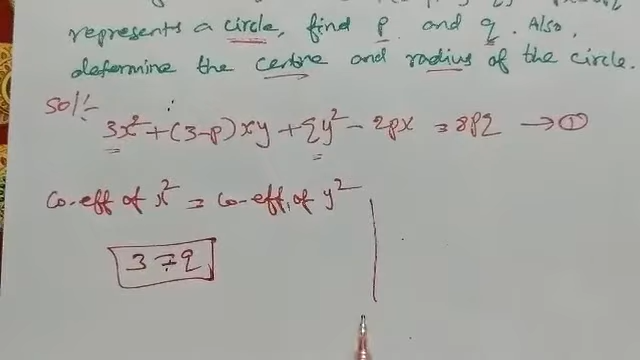 represents a circle, find p and q. Also,
determine the centre and radius of the circle.
Sol:-
3x² + (3-p)xy + qy² - 2px = 8pq → ①
Co-eff of x² = co-eff. of y²
3 = q